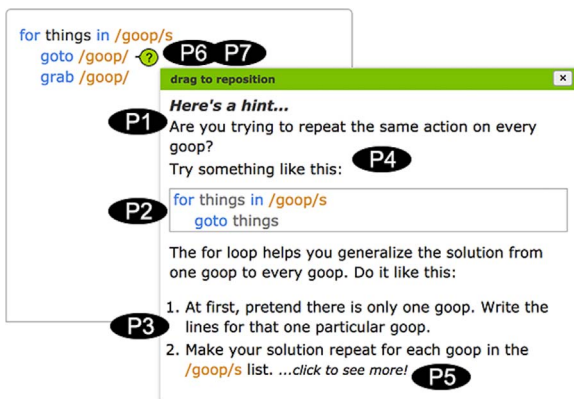 for things in /goop/s
goto /goop/ ? P6 P7
grab /goop/
drag to reposition x
Here's a hint...
P1 Are you trying to repeat the same action on every
goop?
Try something like this: P4
P2 for things in /goop/s
goto things
The for loop helps you generalize the solution from
one goop to every goop. Do it like this:
1. At first, pretend there is only one goop. Write the
P3 lines for that one particular goop.
2. Make your solution repeat for each goop in the
/goop/s list. ...click to see more! P5